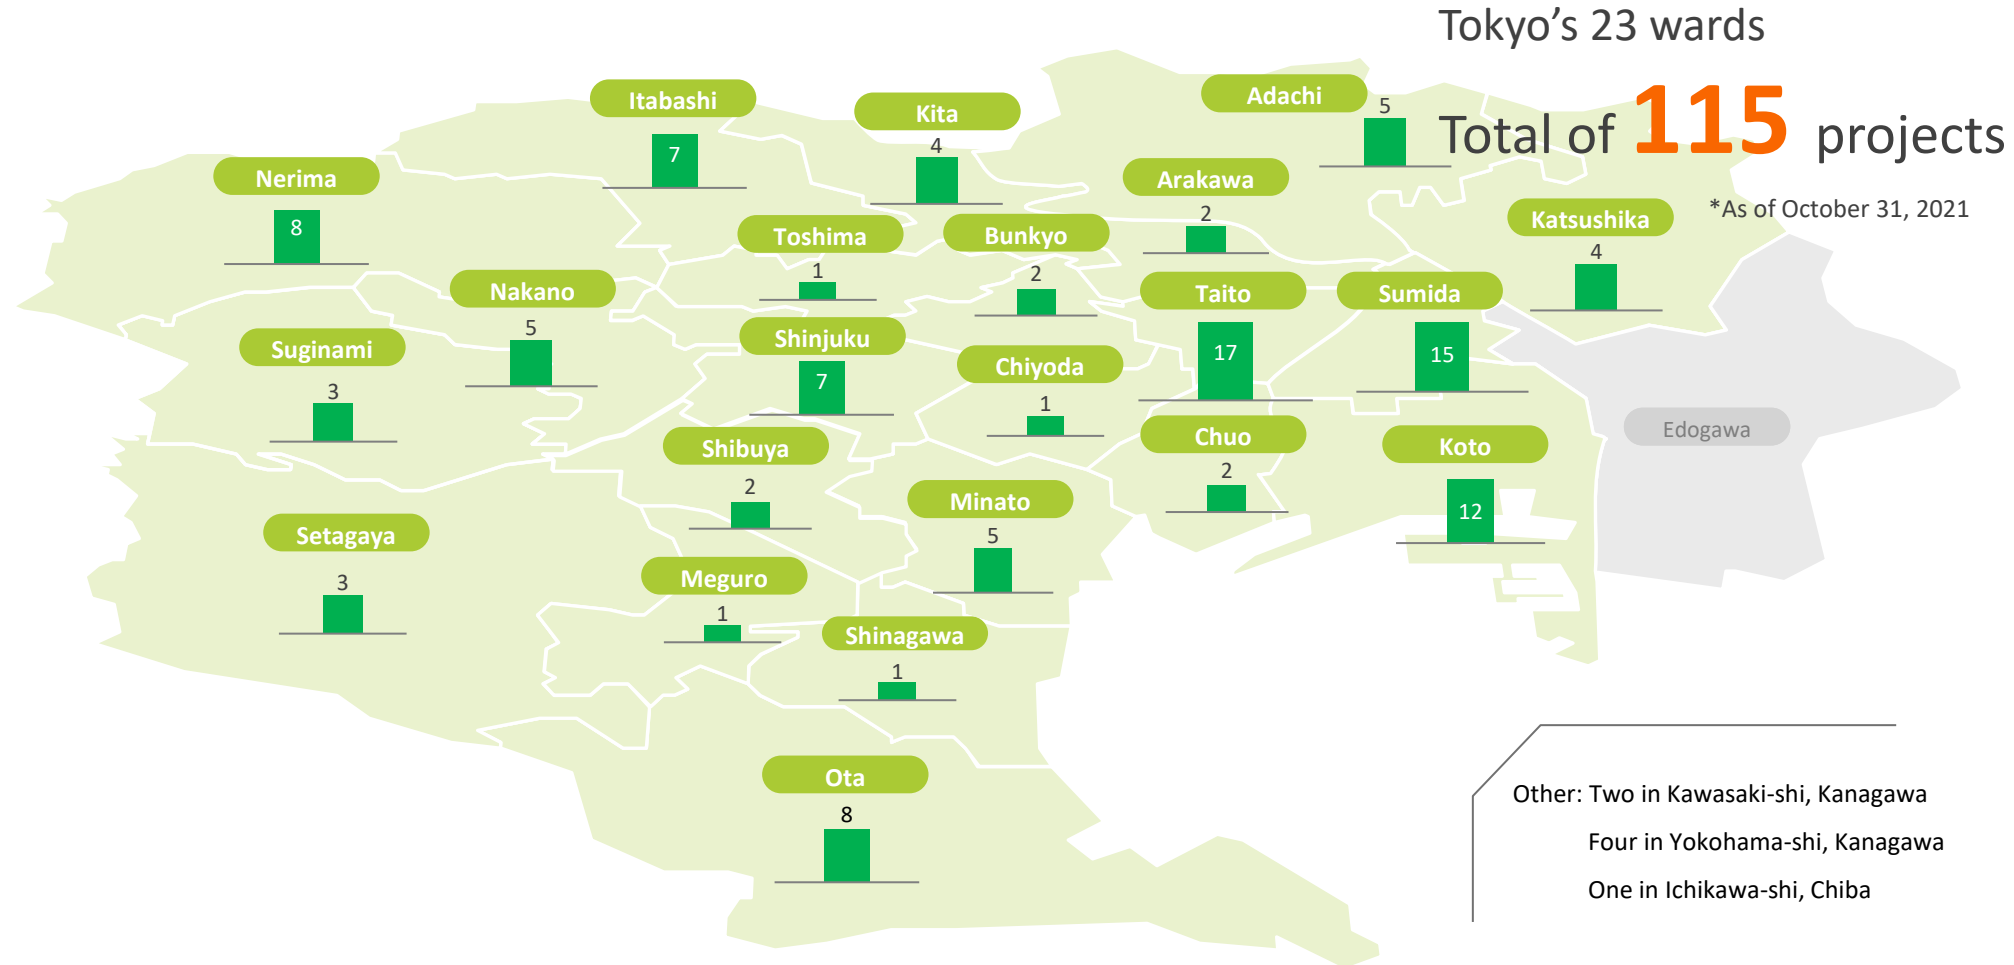 Tokyo's 23 wards
Total of 115 projects
*As of October 31, 2021
Itabashi
7
Kita
4
Adachi
5
Nerima
8
Arakawa
2
Katsushika
4
Toshima
1
Bunkyo
2
Nakano
5
Taito
17
Sumida
15
Suginami
3
Shinjuku
7
Chiyoda
1
Edogawa
Shibuya
2
Chuo
2
Koto
12
Minato
5
Setagaya
3
Meguro
1
Shinagawa
1
Ota
8
Other: Two in Kawasaki-shi, Kanagawa
Four in Yokohama-shi, Kanagawa
One in Ichikawa-shi, Chiba